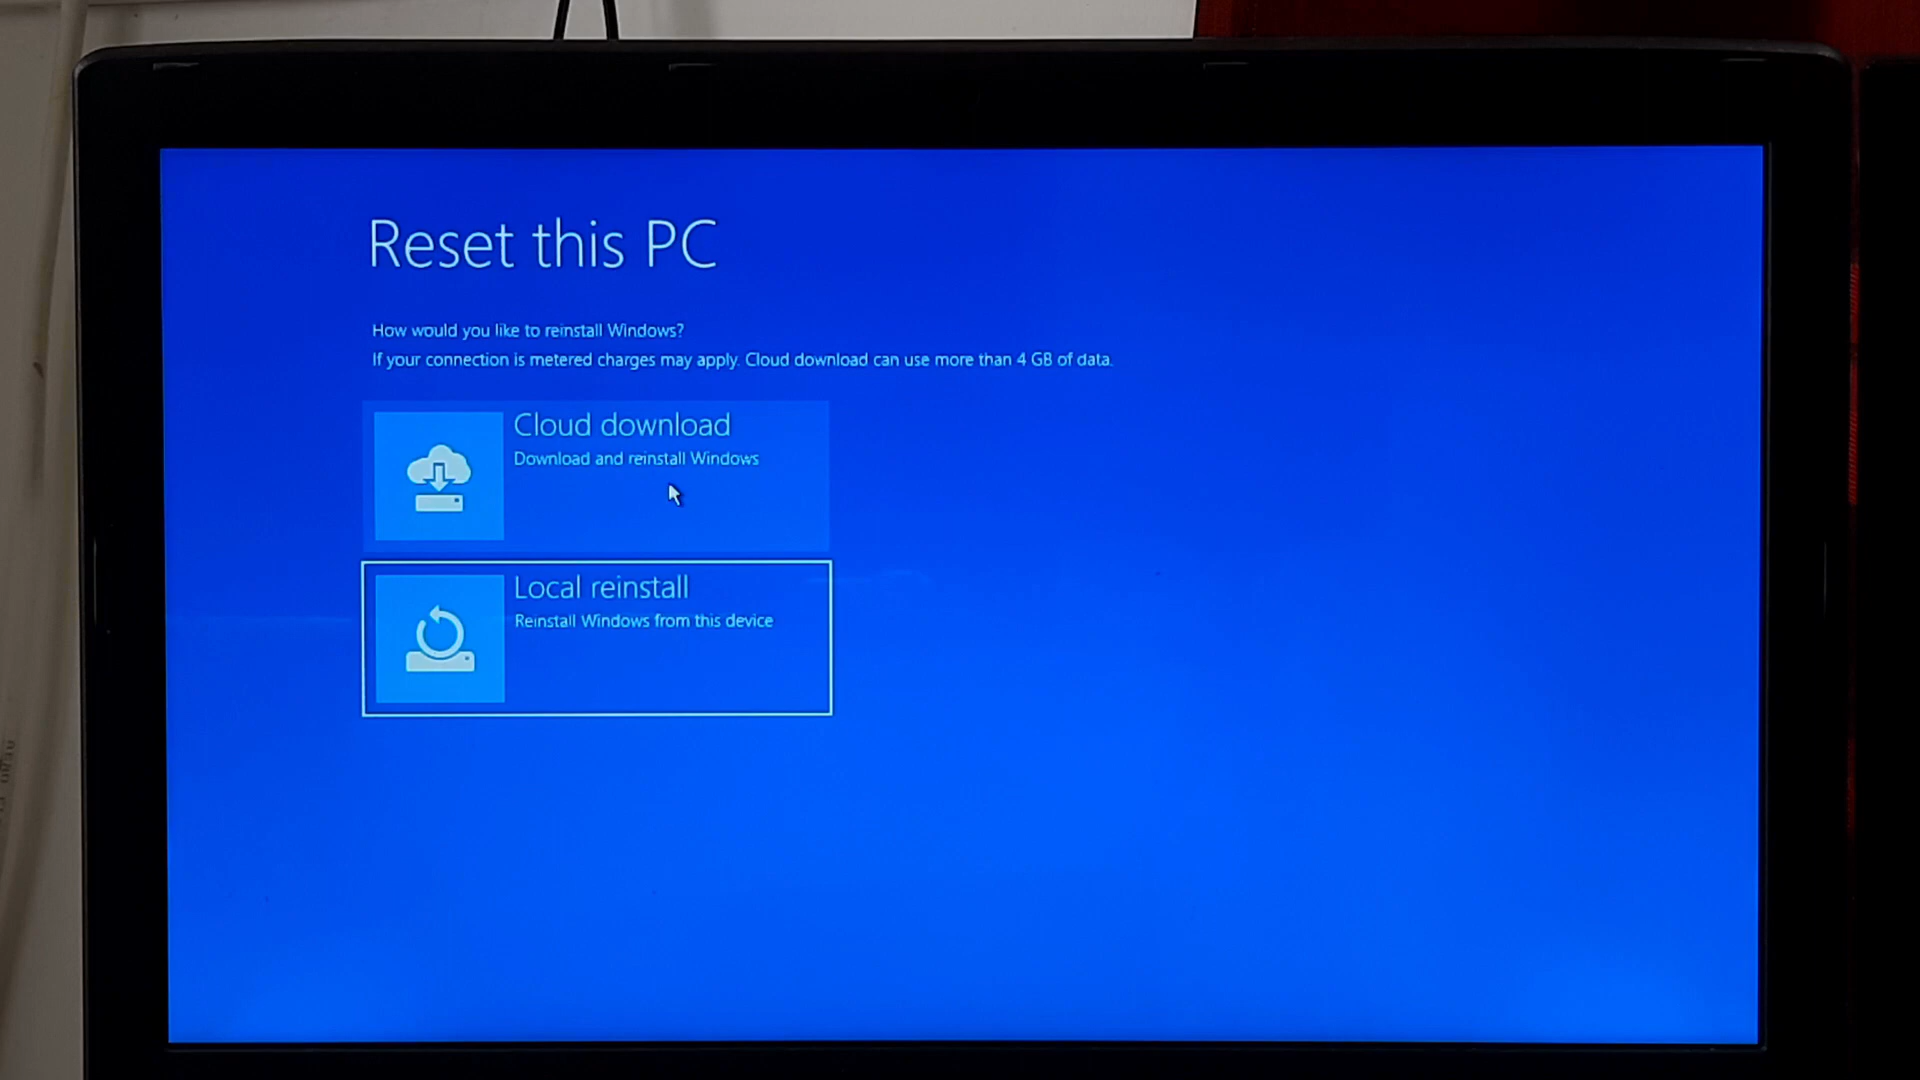 Reset this PC
How would you like to reinstall Windows?
If your connection is metered charges may apply. Cloud download can use more than 4 GB of data.
Cloud download
Download and reinstall Windows
Local reinstall
Reinstall Windows from this device